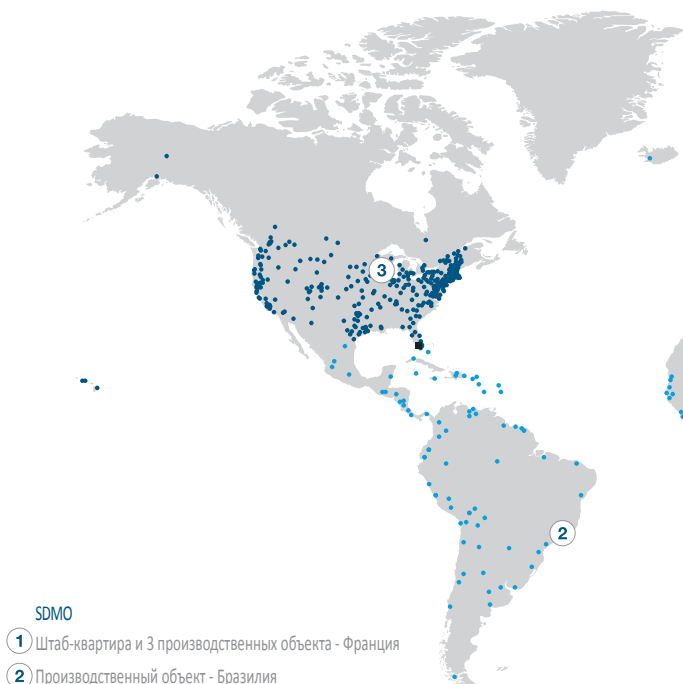 3
2
SDMO
1 Штаб-квартира и 3 производственных объекта - Франция
2 Производственный объект - Бразилия